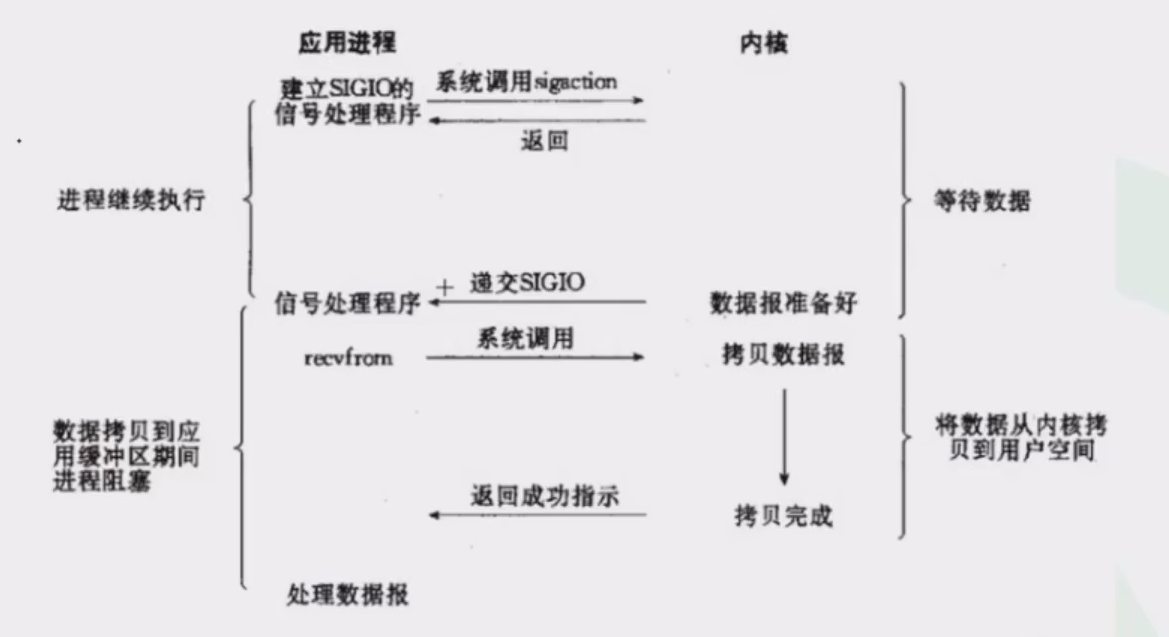 应用进程
内核
建立SIGIO的
信号处理程序
系统调用sigaction
返回
进程继续执行
等待数据
递交SIGIO
信号处理程序
数据报准备好
系统调用
recvfrom
拷贝数据报
数据拷贝到应
用缓冲区期间
进程阻塞
将数据从内核拷
贝到用户空间
返回成功指示
拷贝完成
处理数据报